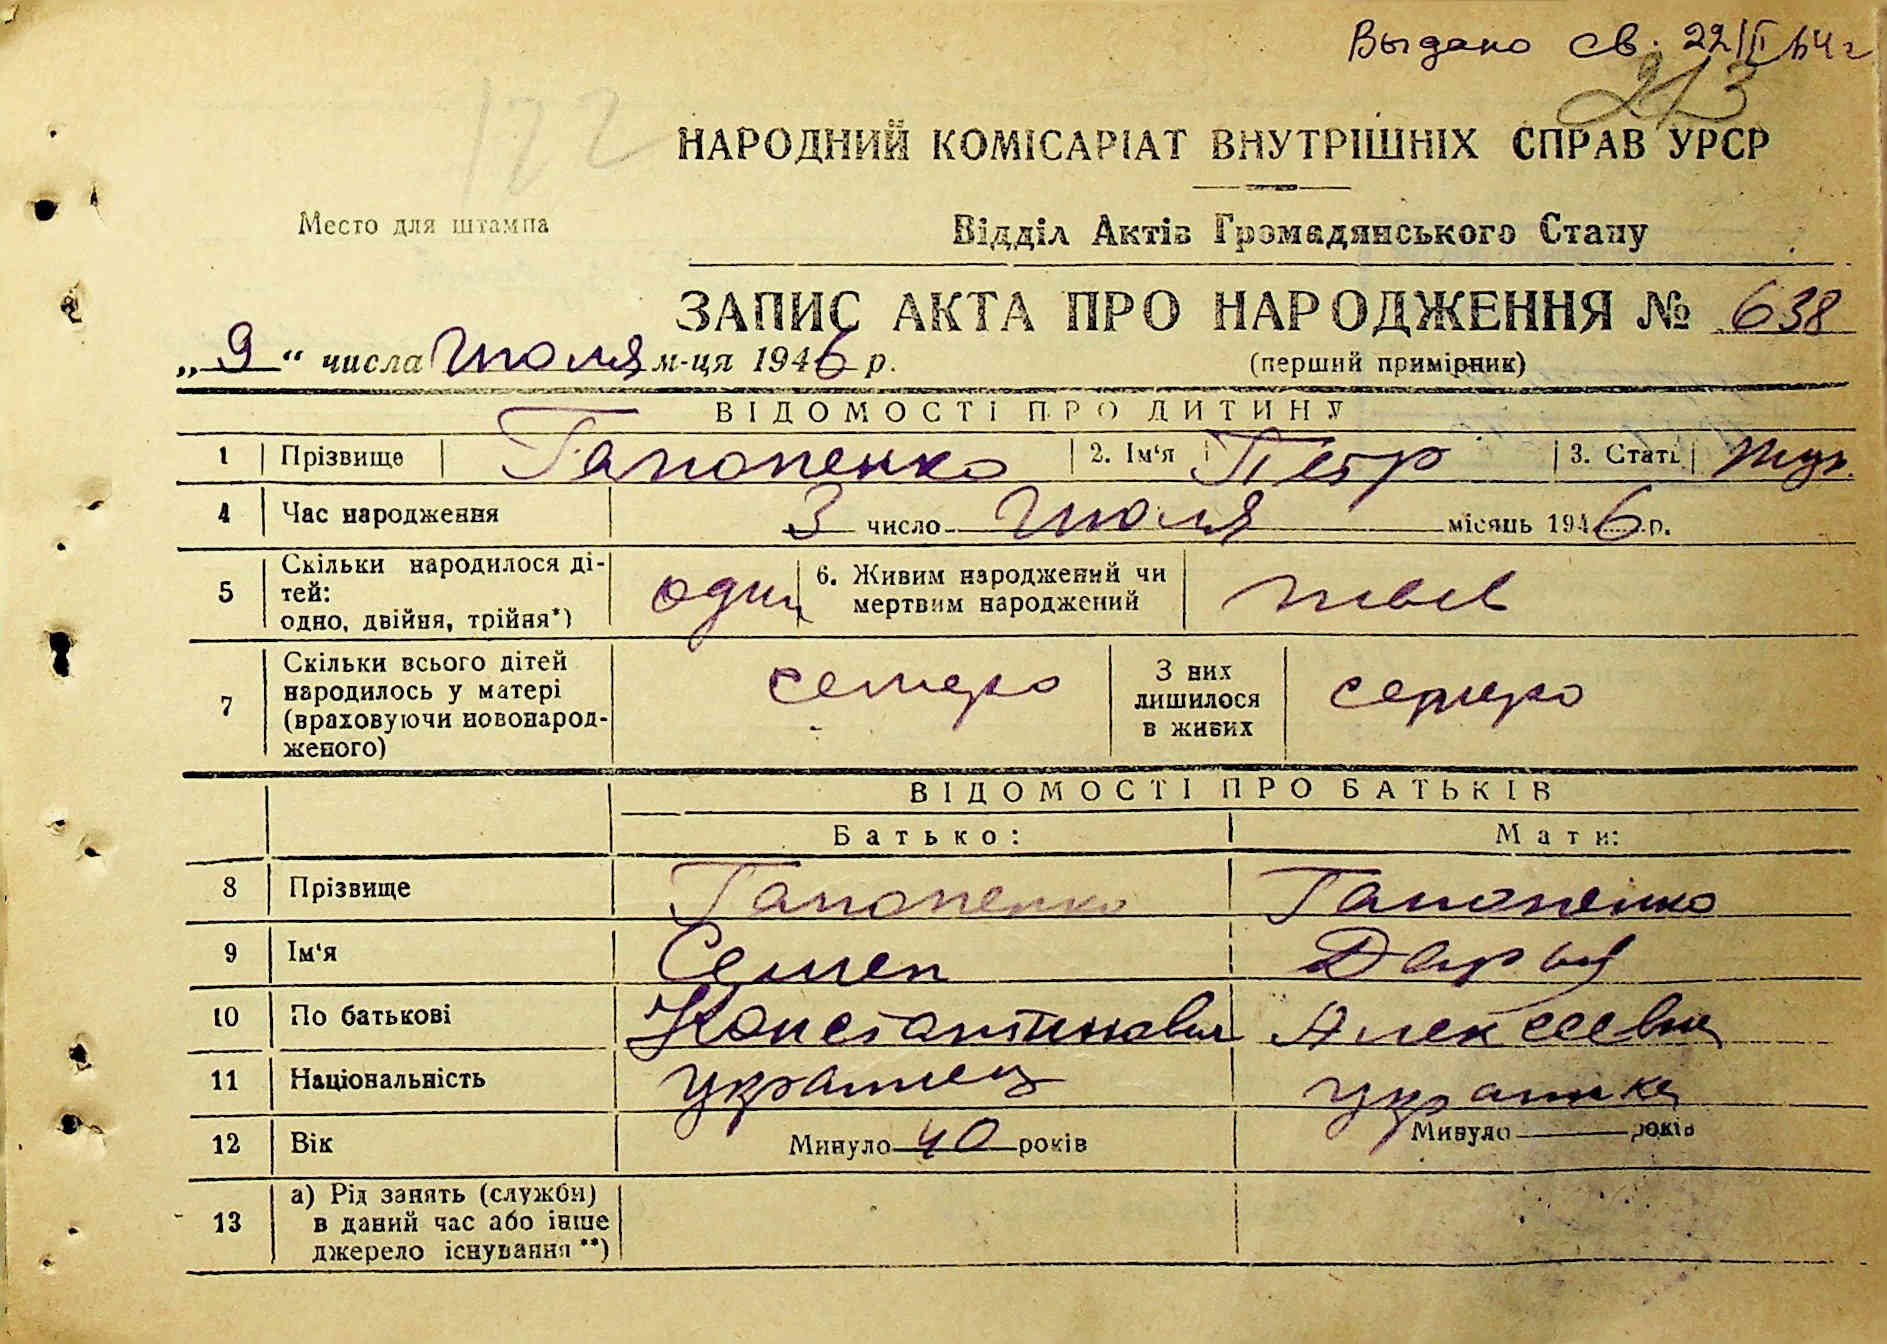 Выдано св. 22/II 64 г
213
122
НАРОДНИЙ КОМІСАРІАТ ВНУТРІШНІХ СПРАВ УРСР
Место для штампа
Відділ Актів Громадянського Стану
ЗАПИС АКТА ПРО НАРОДЖЕННЯ № 638
„9“ числа Июля м-ця 1946 р.
(перший примірник)
ВІДОМОСТІ ПРО ДИТИНУ
1 Прізвище Гапоненко 2. Ім‘я Петр 3. Стать муж.
4 Час народження 3 число Июля місяць 1946 р.
5 Скільки народилося ді-
тей:
одно, двійня, трійня*) один
6. Живим народжений чи
мертвим народжений жив
7 Скільки всього дітей
народилось у матері
(враховуючи новонарод-
женого) семеро
З них
лишилося
в живих семеро
ВІДОМОСТІ ПРО БАТЬКІВ
Батько: Мати:
8 Прізвище Гапоненко Гапоненко
9 Ім‘я Семен Дарья
10 По батькові Константинович Алексеевна
11 Національність украинец украинка
12 Вік Минуло 40 років Минуло років
13 а) Рід занять (служби)
в даний час або інше
джерело існування **)